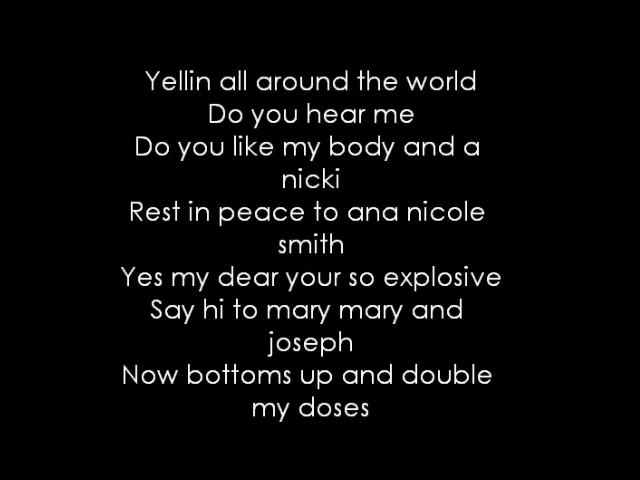 Yellin all around the world
Do you hear me
Do you like my body and a
nicki
Rest in peace to ana nicole
smith
Yes my dear your so explosive
Say hi to mary mary and
joseph
Now bottoms up and double
my doses